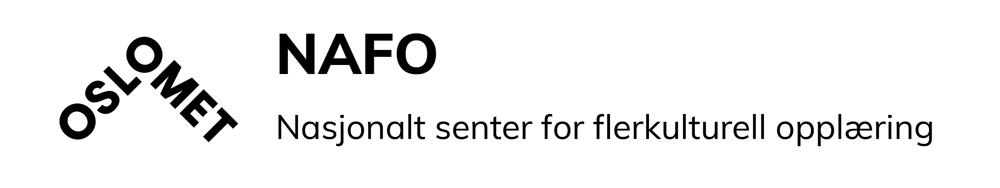 OSLOMET
NAFO
Nasjonalt senter for flerkulturell opplæring